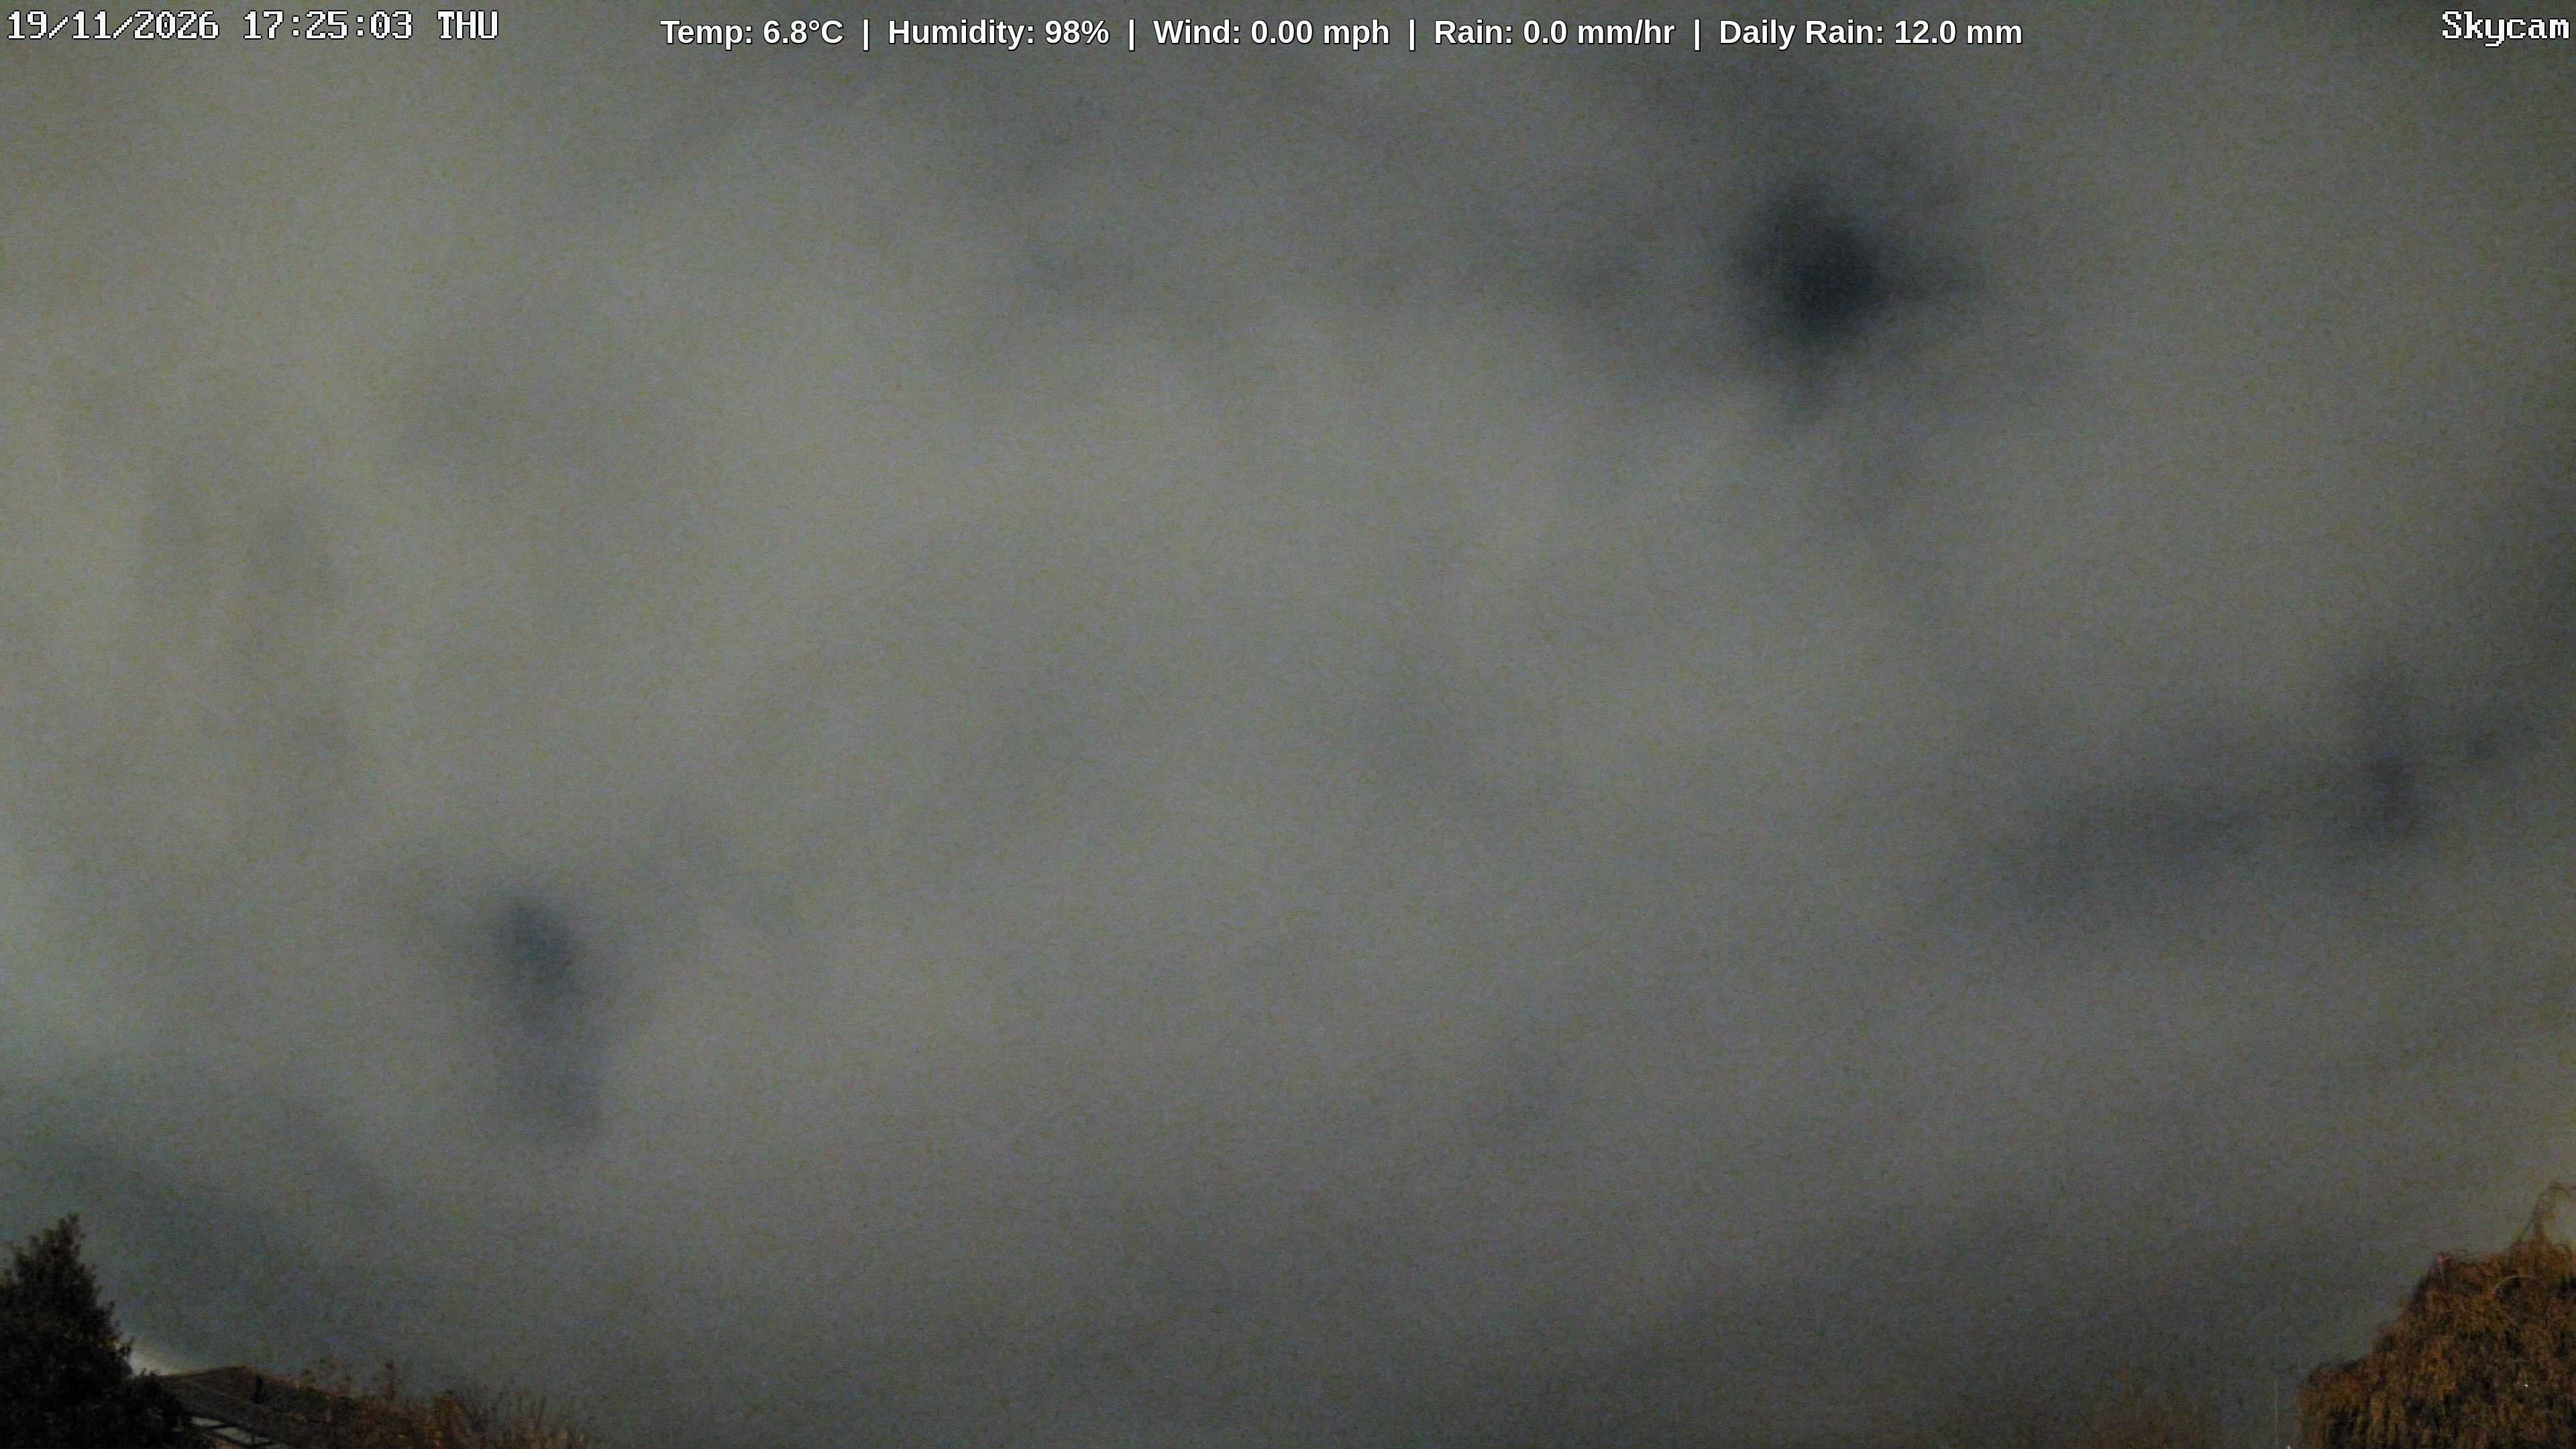 19/11/2026 17:25:03 THU
Temp: 6.8°C | Humidity: 98% | Wind: 0.00 mph | Rain: 0.0 mm/hr | Daily Rain: 12.0 mm
Skycam